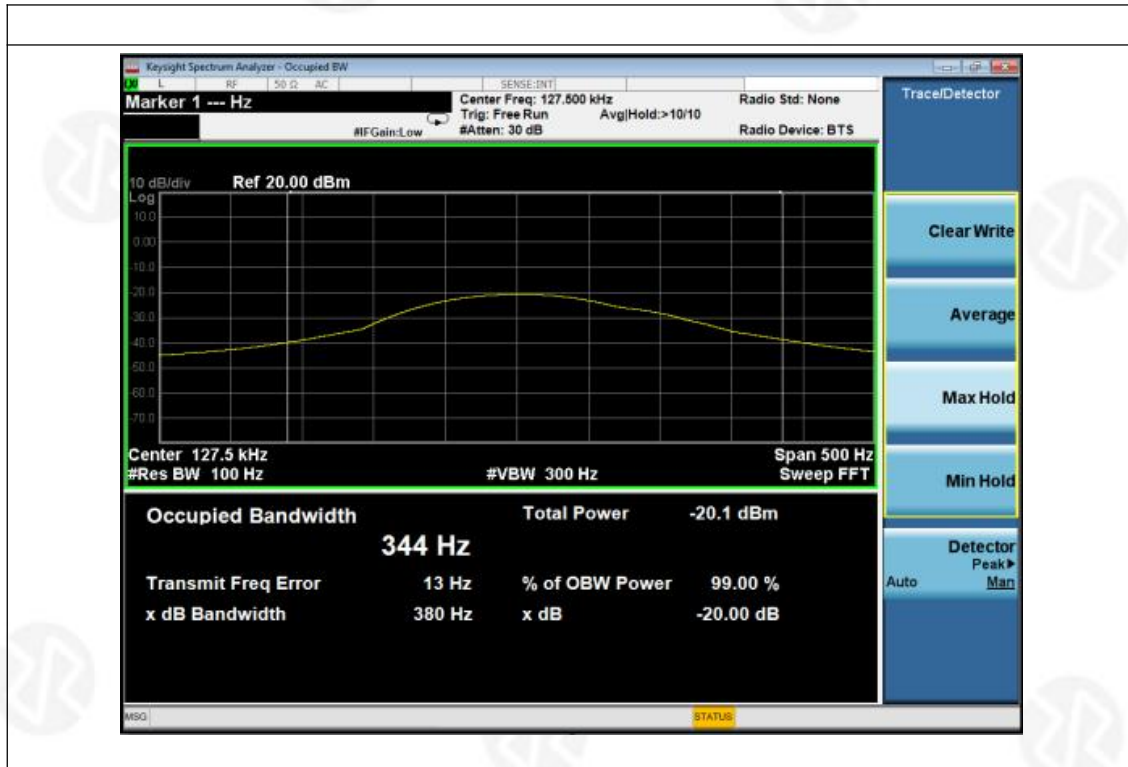 Keysight Spectrum Analyzer - Occupied BW
L RF 50 Ω AC SENSE:INT
Marker 1 --- Hz
Center Freq: 127.500 kHz Radio Std: None
Trig: Free Run Avg|Hold:>10/10
#IFGain:Low #Atten: 30 dB Radio Device: BTS
10 dB/div Ref 20.00 dBm
Log
10.0
0.00
-10.0
-20.0
-30.0
-40.0
-50.0
-60.0
-70.0
Center 127.5 kHz Span 500 Hz
#Res BW 100 Hz #VBW 300 Hz Sweep FFT
Occupied Bandwidth Total Power -20.1 dBm
344 Hz
Transmit Freq Error 13 Hz % of OBW Power 99.00 %
x dB Bandwidth 380 Hz x dB -20.00 dB
MSG STATUS
Trace/Detector
Clear Write
Average
Max Hold
Min Hold
Detector
Peak▶
Auto Man